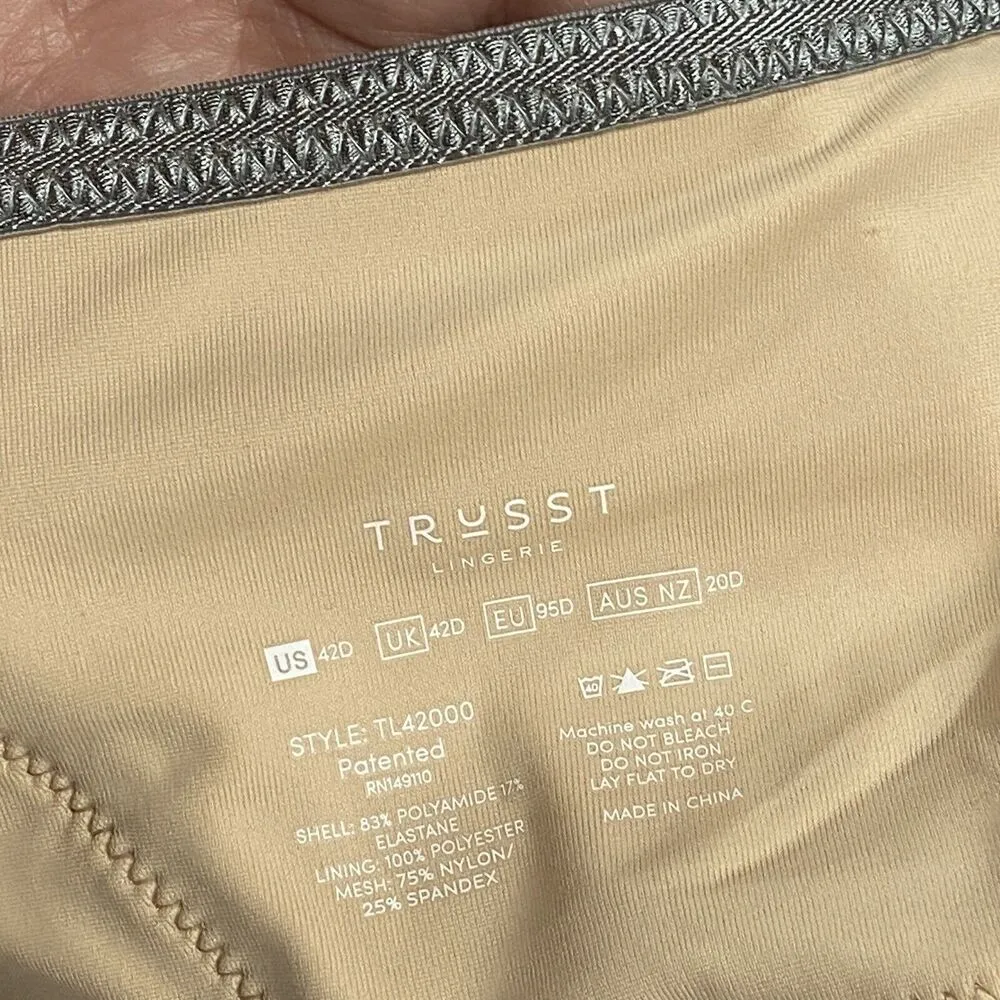 TRUSST
LINGERIE
US 42D UK 42D EU 95D AUS NZ 20D
STYLE: TL42000
Patented
RN149110
SHELL: 83% POLYAMIDE 17%
ELASTANE
LINING: 100% POLYESTER
MESH: 75% NYLON/
25% SPANDEX
40
Machine wash at 40 C
DO NOT BLEACH
DO NOT IRON
LAY FLAT TO DRY
MADE IN CHINA